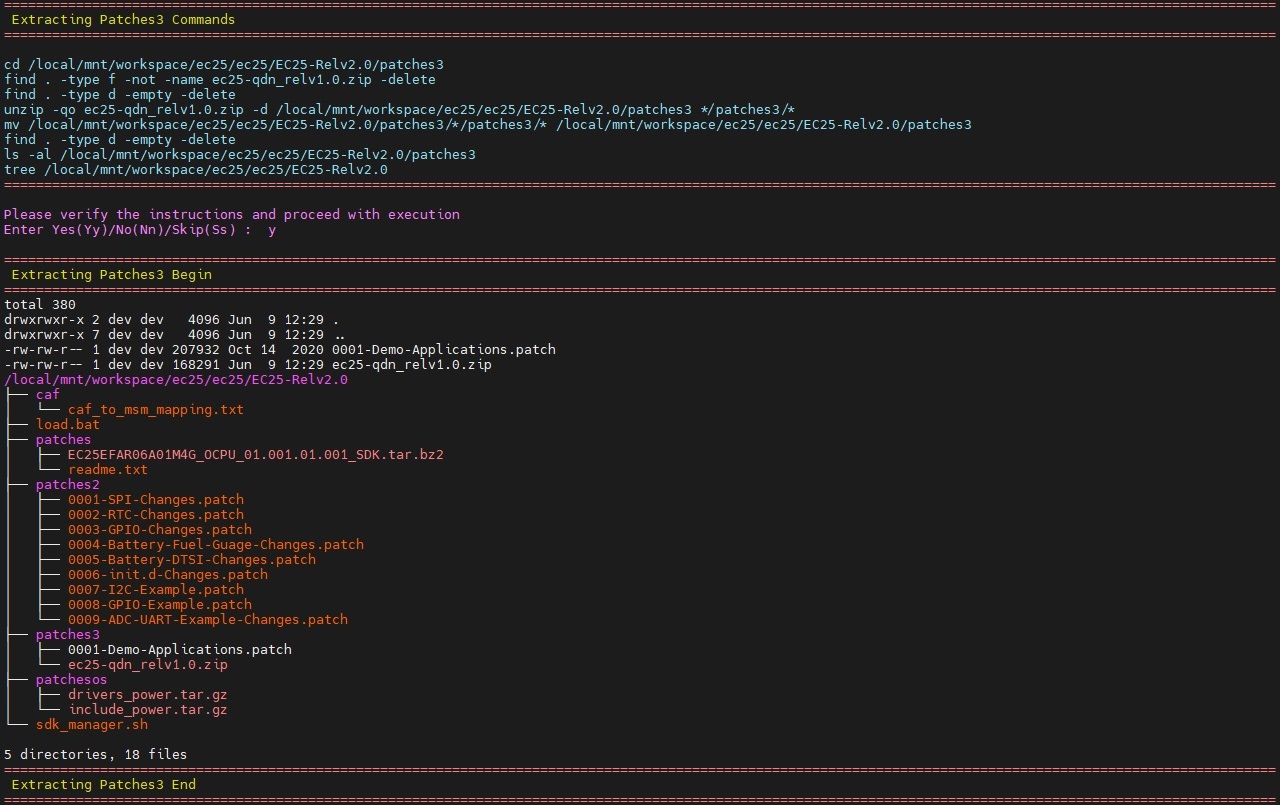 ================================================================================
 Extracting Patches3 Commands
================================================================================
cd /local/mnt/workspace/ec25/ec25/EC25-Relv2.0/patches3
find . -type f -not -name ec25-qdn_relv1.0.zip -delete
find . -type d -empty -delete
unzip -qo ec25-qdn_relv1.0.zip -d /local/mnt/workspace/ec25/ec25/EC25-Relv2.0/patches3 */patches3/*
mv /local/mnt/workspace/ec25/ec25/EC25-Relv2.0/patches3/*/patches3/* /local/mnt/workspace/ec25/ec25/EC25-Relv2.0/patches3
find . -type d -empty -delete
ls -al /local/mnt/workspace/ec25/ec25/EC25-Relv2.0/patches3
tree /local/mnt/workspace/ec25/ec25/EC25-Relv2.0
================================================================================
Please verify the instructions and proceed with execution
Enter Yes(Yy)/No(Nn)/Skip(Ss) :  y
================================================================================
 Extracting Patches3 Begin
================================================================================
total 380
drwxrwxr-x 2 dev dev   4096 Jun  9 12:29 .
drwxrwxr-x 7 dev dev   4096 Jun  9 12:29 ..
-rw-rw-r-- 1 dev dev 207932 Oct 14  2020 0001-Demo-Applications.patch
-rw-rw-r-- 1 dev dev 168291 Jun  9 12:29 ec25-qdn_relv1.0.zip
/local/mnt/workspace/ec25/ec25/EC25-Relv2.0
├── caf
│   └── caf_to_msm_mapping.txt
├── load.bat
├── patches
│   ├── EC25EFAR06A01M4G_OCPU_01.001.01.001_SDK.tar.bz2
│   └── readme.txt
├── patches2
│   ├── 0001-SPI-Changes.patch
│   ├── 0002-RTC-Changes.patch
│   ├── 0003-GPIO-Changes.patch
│   ├── 0004-Battery-Fuel-Guage-Changes.patch
│   ├── 0005-Battery-DTSI-Changes.patch
│   ├── 0006-init.d-Changes.patch
│   ├── 0007-I2C-Example.patch
│   ├── 0008-GPIO-Example.patch
│   └── 0009-ADC-UART-Example-Changes.patch
├── patches3
│   ├── 0001-Demo-Applications.patch
│   └── ec25-qdn_relv1.0.zip
├── patchesos
│   ├── drivers_power.tar.gz
│   └── include_power.tar.gz
└── sdk_manager.sh
5 directories, 18 files
================================================================================
 Extracting Patches3 End
================================================================================